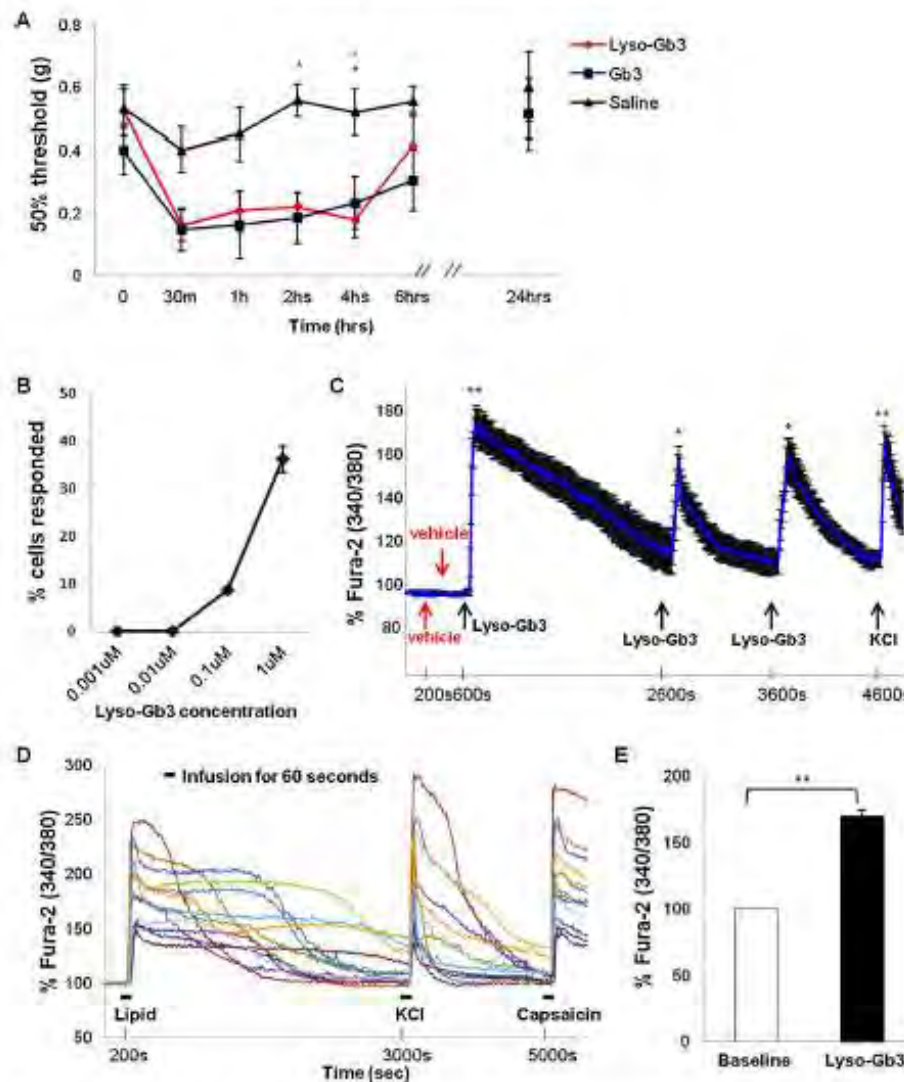 A
0.8
0.6
0.4
0.2
0
50% threshold (g)
Lyso-Gb3
Gb3
Saline
0
30m
1h
2hs
4hs
6hrs
24hrs
Time (hrs)
B
50
40
30
20
10
0
% cells responded
0.001uM
0.01uM
0.1uM
1uM
Lyso-Gb3 concentration
C
180
160
140
120
100
80
% Fura-2 (340/380)
**
*
*
**
vehicle
vehicle
Lyso-Gb3
Lyso-Gb3
Lyso-Gb3
KCl
200s
600s
2600s
3600s
4600s
D
300
250
200
150
100
50
% Fura-2 (340/380)
Infusion for 60 seconds
Lipid
KCl
Capsaicin
200s
3000s
5000s
Time (sec)
E
200
150
100
50
0
% Fura-2 (340/380)
**
Baseline
Lyso-Gb3